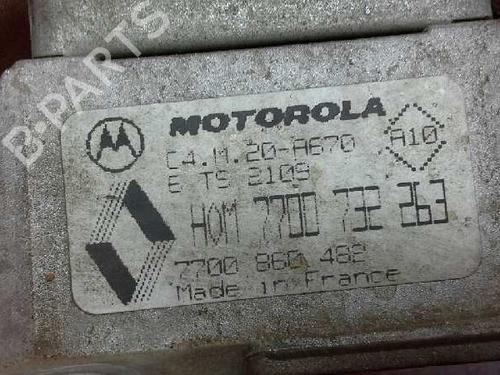 B-PARTS
MOTOROLA
C4.M.20-A670
A10
E TS 2109
HOM 7700 732 263
7700 860 482
Made in France